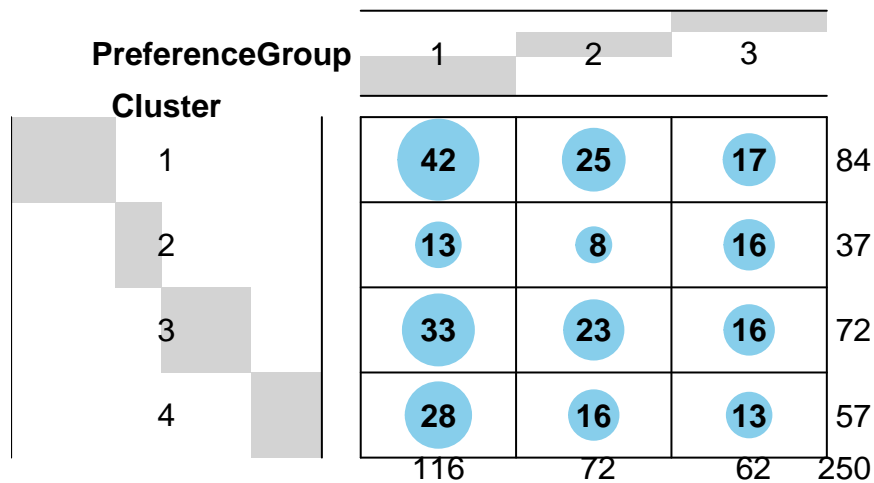 PreferenceGroup 1 2 3
Cluster
1 42 25 17 84
2 13 8 16 37
3 33 23 16 72
4 28 16 13 57
116 72 62 250